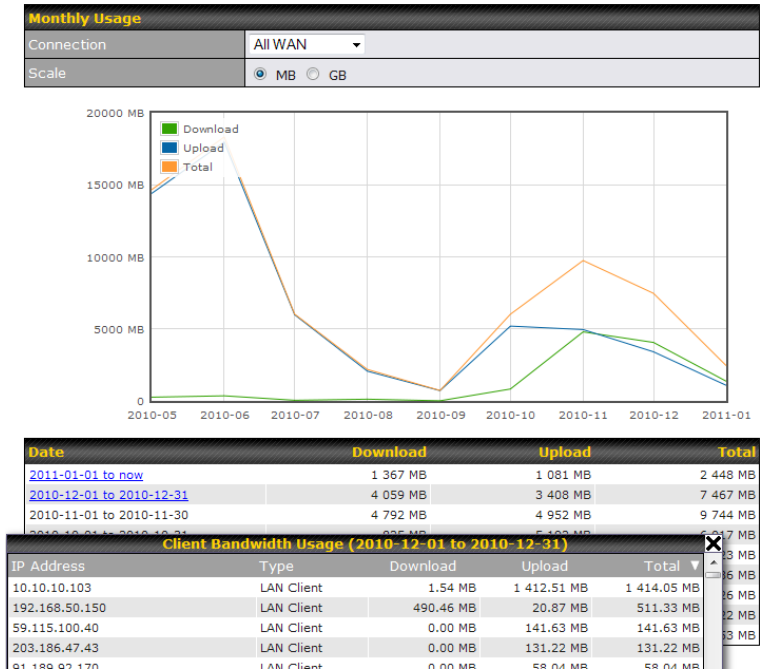 Monthly Usage
Connection All WAN
Scale MB GB
20000 MB
Download
Upload
Total
15000 MB
10000 MB
5000 MB
0
2010-05 2010-06 2010-07 2010-08 2010-09 2010-10 2010-11 2010-12 2011-01
Date Download Upload Total
2011-01-01 to now 1 367 MB 1 081 MB 2 448 MB
2010-12-01 to 2010-12-31 4 059 MB 3 408 MB 7 467 MB
2010-11-01 to 2010-11-30 4 792 MB 4 952 MB 9 744 MB
Client Bandwidth Usage (2010-12-01 to 2010-12-31)
IP Address Type Download Upload Total ▼
10.10.10.103 LAN Client 1.54 MB 1 412.51 MB 1 414.05 MB
192.168.50.150 LAN Client 490.46 MB 20.87 MB 511.33 MB
59.115.100.40 LAN Client 0.00 MB 141.63 MB 141.63 MB
203.186.47.43 LAN Client 0.00 MB 131.22 MB 131.22 MB
91.189.92.170 LAN Client 0.00 MB 58.04 MB 58.04 MB